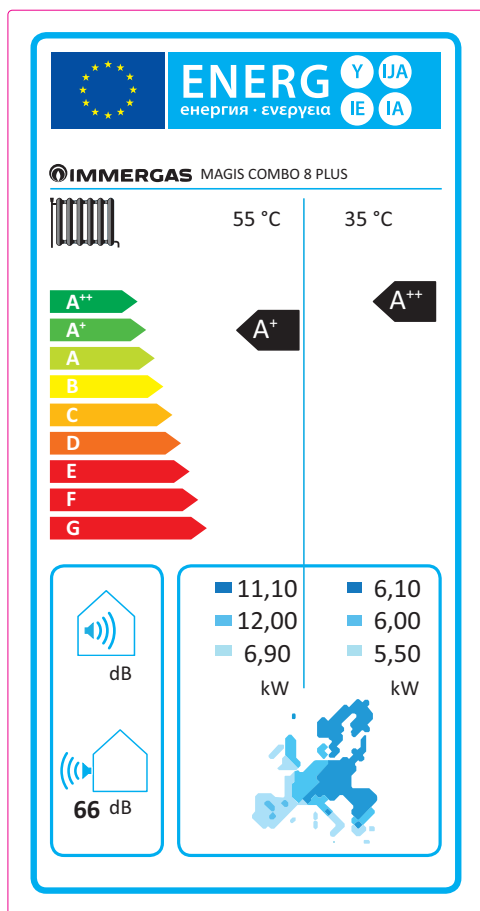 ENERG Y IJA
енергия · ενεργεια IE IA
IMMERGAS MAGIS COMBO 8 PLUS
55 °C 35 °C
A++ A++
A+ A+
A
B
C
D
E
F
G
11,10 6,10
12,00 6,00
6,90 5,50
dB kW kW
66 dB